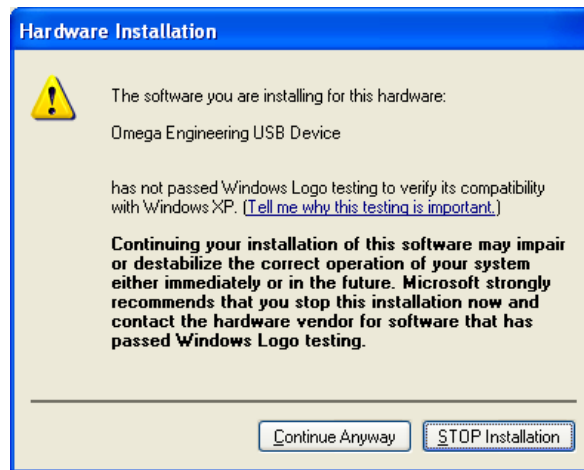 Hardware Installation
The software you are installing for this hardware:
Omega Engineering USB Device
has not passed Windows Logo testing to verify its compatibility
with Windows XP. (Tell me why this testing is important.)
Continuing your installation of this software may impair
or destabilize the correct operation of your system
either immediately or in the future. Microsoft strongly
recommends that you stop this installation now and
contact the hardware vendor for software that has
passed Windows Logo testing.
Continue Anyway
STOP Installation